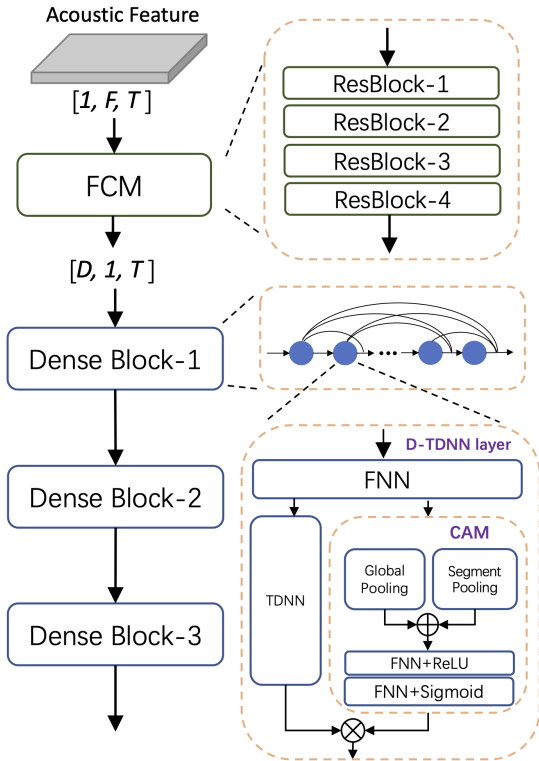 Acoustic Feature
[1, F, T]
FCM
[D, 1, T]
Dense Block-1
Dense Block-2
Dense Block-3
ResBlock-1
ResBlock-2
ResBlock-3
ResBlock-4
D-TDNN layer
FNN
TDNN
CAM
Global
Pooling
Segment
Pooling
FNN+ReLU
FNN+Sigmoid